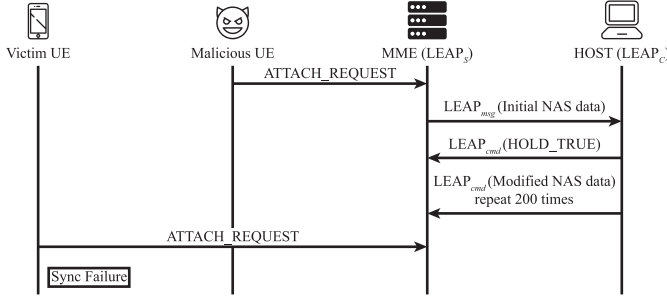 Victim UE
Malicious UE
MME (LEAPS)
HOST (LEAPC)
ATTACH_REQUEST
LEAPmsg(Initial NAS data)
LEAPcmd(HOLD_TRUE)
LEAPcmd(Modified NAS data)
repeat 200 times
ATTACH_REQUEST
Sync Failure